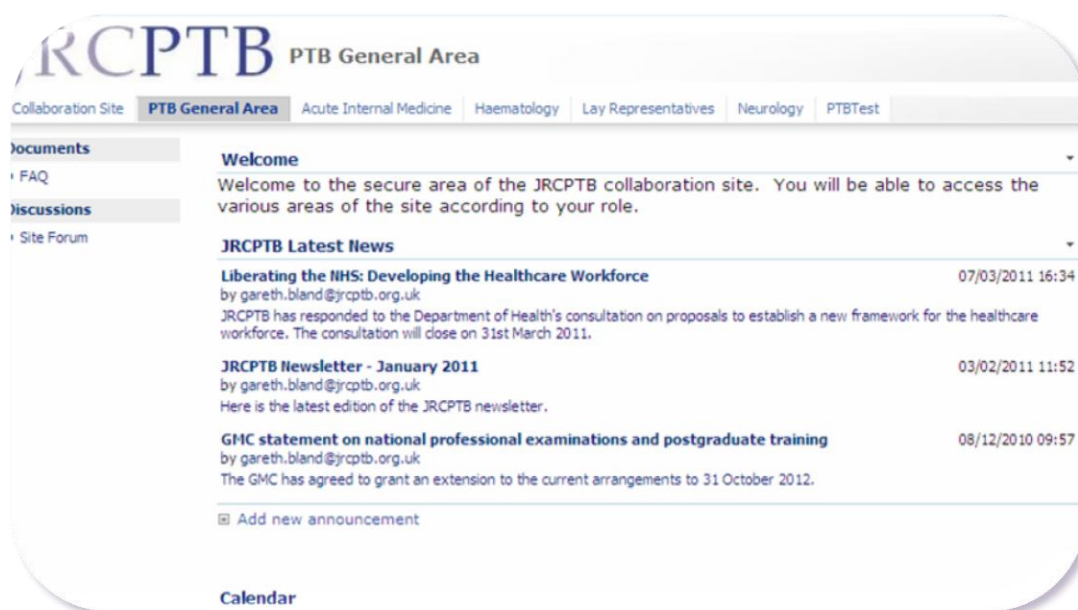 JRCPTB PTB General Area
Collaboration Site PTB General Area Acute Internal Medicine Haematology Lay Representatives Neurology PTBTest
Documents
FAQ
Discussions
Site Forum
Welcome
Welcome to the secure area of the JRCPTB collaboration site. You will be able to access the
various areas of the site according to your role.
JRCPTB Latest News
Liberating the NHS: Developing the Healthcare Workforce 07/03/2011 16:34
by gareth.bland@jrcptb.org.uk
JRCPTB has responded to the Department of Health's consultation on proposals to establish a new framework for the healthcare
workforce. The consultation will close on 31st March 2011.
JRCPTB Newsletter - January 2011 03/02/2011 11:52
by gareth.bland@jrcptb.org.uk
Here is the latest edition of the JRCPTB newsletter.
GMC statement on national professional examinations and postgraduate training 08/12/2010 09:57
by gareth.bland@jrcptb.org.uk
The GMC has agreed to grant an extension to the current arrangements to 31 October 2012.
Add new announcement
Calendar